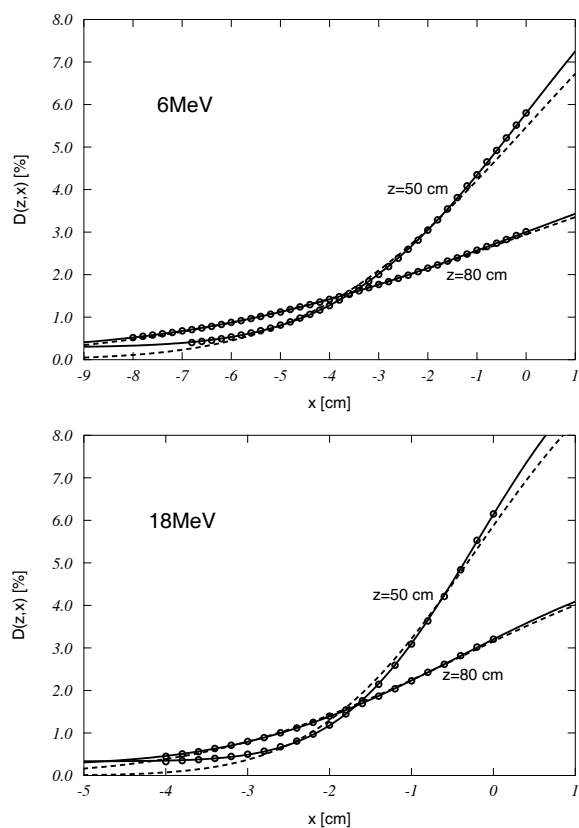 8.0
7.0
6.0
5.0
4.0
3.0
2.0
1.0
0.0
D(z,x) [%]
6MeV
z=50 cm
z=80 cm
-9 -8 -7 -6 -5 -4 -3 -2 -1 0 1
x [cm]
8.0
7.0
6.0
5.0
4.0
3.0
2.0
1.0
0.0
D(z,x) [%]
18MeV
z=50 cm
z=80 cm
-5 -4 -3 -2 -1 0 1
x [cm]